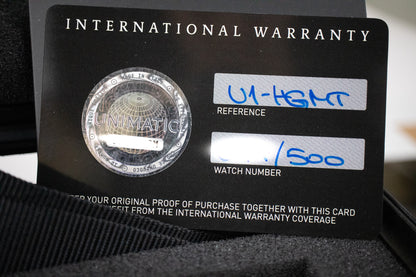 INTERNATIONAL WARRANTY
U1-HGMT
REFERENCE
UNIMATIC
/500
WATCH NUMBER
YOUR ORIGINAL PROOF OF PURCHASE TOGETHER WITH THIS CARD
FROM THE INTERNATIONAL WARRANTY COVERAGE